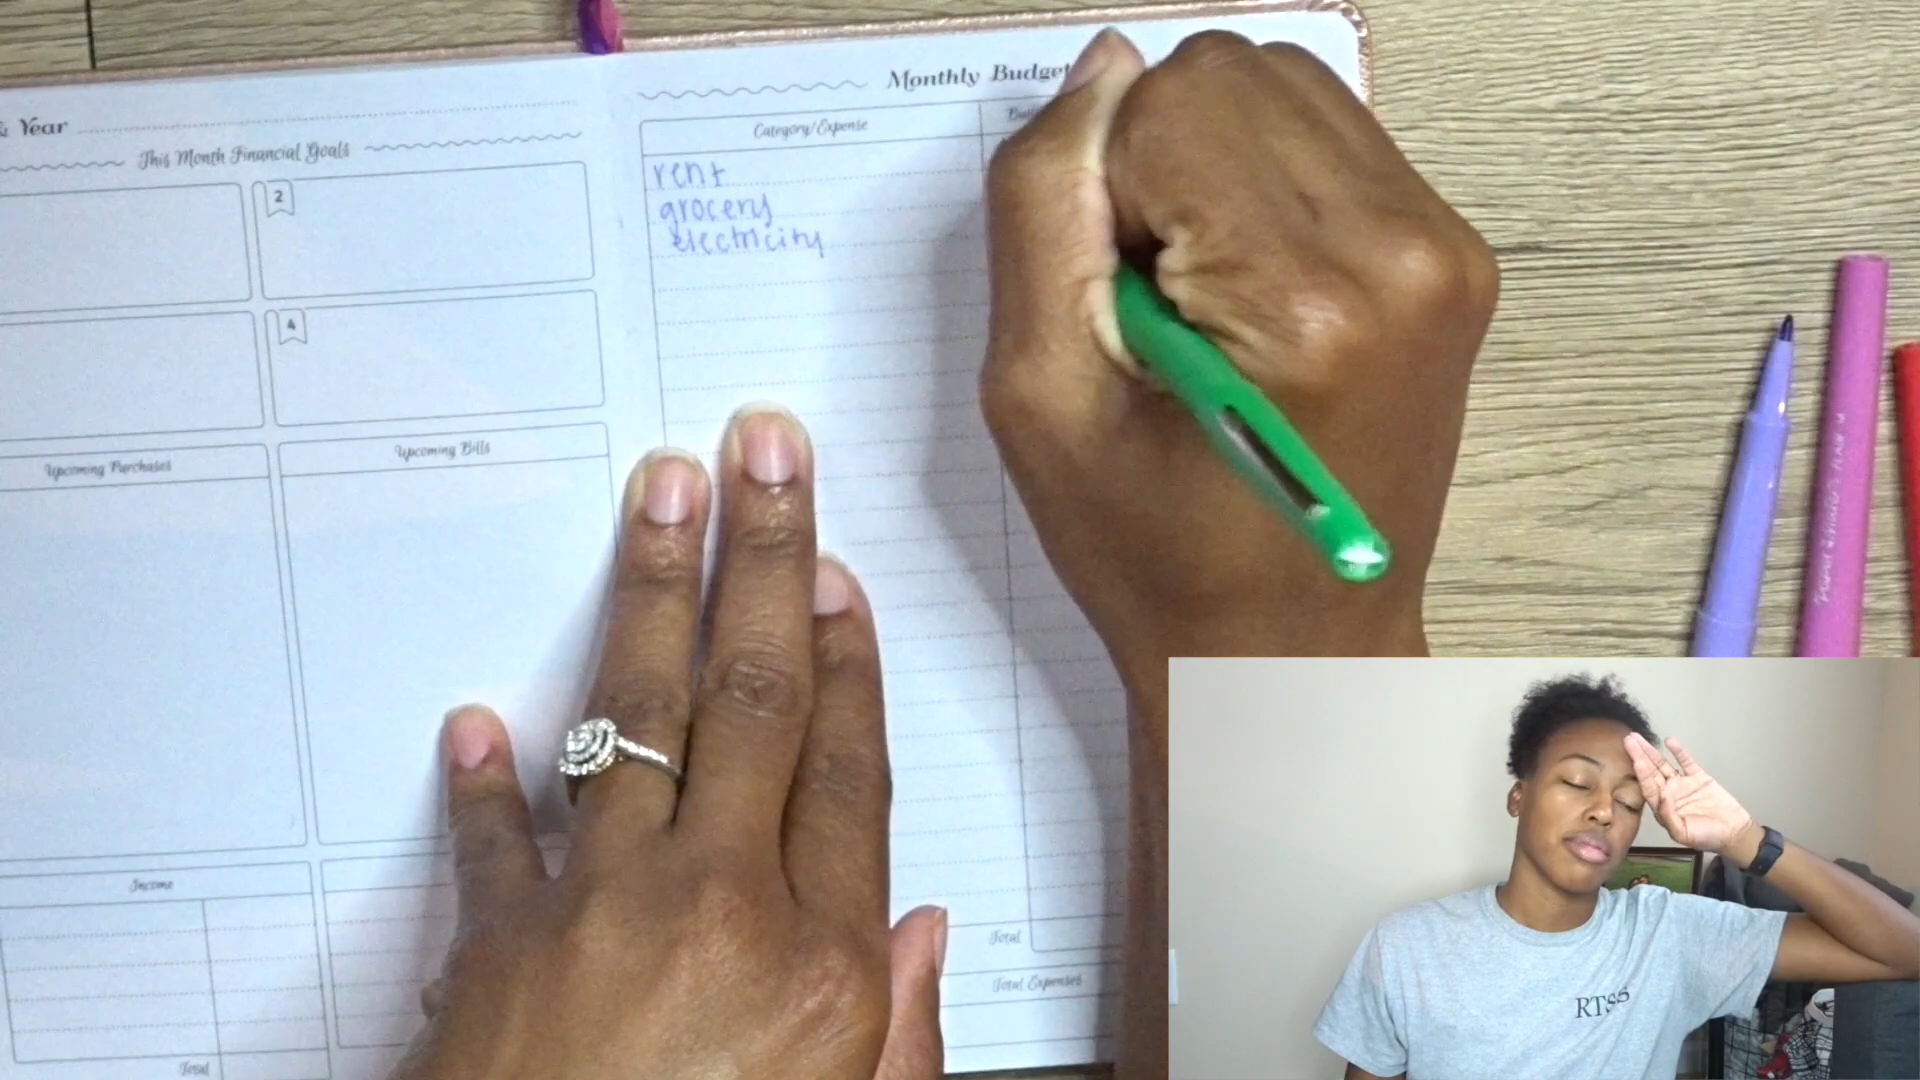 & Year
This Month Financial Goals
2
4
Upcoming Purchases
Upcoming Bills
Income
Total
Monthly Budget
Category/Expense
rent
grocery
electricity
Total
Total Expenses
RTSS